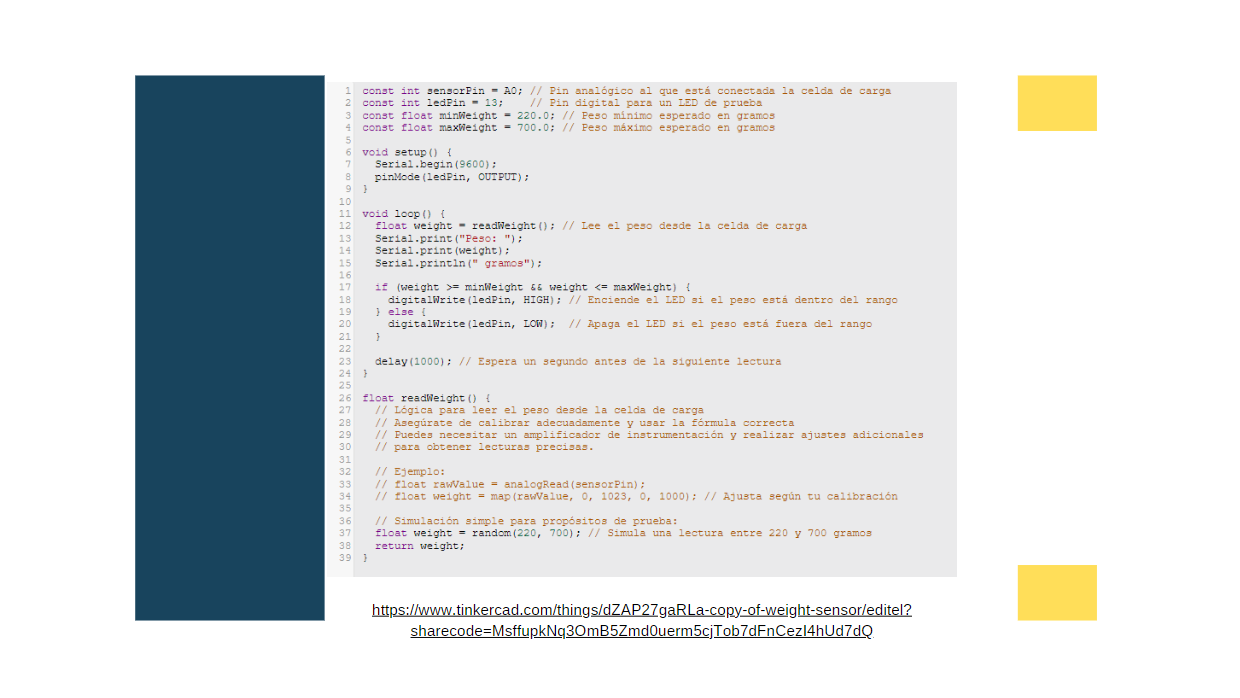 1 const int sensorPin = A0; // Pin analógico al que está conectada la celda de carga
2 const int ledPin = 13;    // Pin digital para un LED de prueba
3 const float minWeight = 220.0; // Peso mínimo esperado en gramos
4 const float maxWeight = 700.0; // Peso máximo esperado en gramos
5
6 void setup() {
7   Serial.begin(9600);
8   pinMode(ledPin, OUTPUT);
9 }
10
11 void loop() {
12   float weight = readWeight(); // Lee el peso desde la celda de carga
13   Serial.print("Peso: ");
14   Serial.print(weight);
15   Serial.println(" gramos");
16
17   if (weight >= minWeight && weight <= maxWeight) {
18     digitalWrite(ledPin, HIGH); // Enciende el LED si el peso está dentro del rango
19   } else {
20     digitalWrite(ledPin, LOW);  // Apaga el LED si el peso está fuera del rango
21   }
22
23   delay(1000); // Espera un segundo antes de la siguiente lectura
24 }
25
26 float readWeight() {
27   // Lógica para leer el peso desde la celda de carga
28   // Asegúrate de calibrar adecuadamente y usar la fórmula correcta
29   // Puedes necesitar un amplificador de instrumentación y realizar ajustes adicionales
30   // para obtener lecturas precisas.
31
32   // Ejemplo:
33   // float rawValue = analogRead(sensorPin);
34   // float weight = map(rawValue, 0, 1023, 0, 1000); // Ajusta según tu calibración
35
36   // Simulación simple para propósitos de prueba:
37   float weight = random(220, 700); // Simula una lectura entre 220 y 700 gramos
38   return weight;
39 }
https://www.tinkercad.com/things/dZAP27gaRLa-copy-of-weight-sensor/editel?
sharecode=MsffupkNq3OmB5Zmd0uerm5cjTob7dFnCezI4hUd7dQ